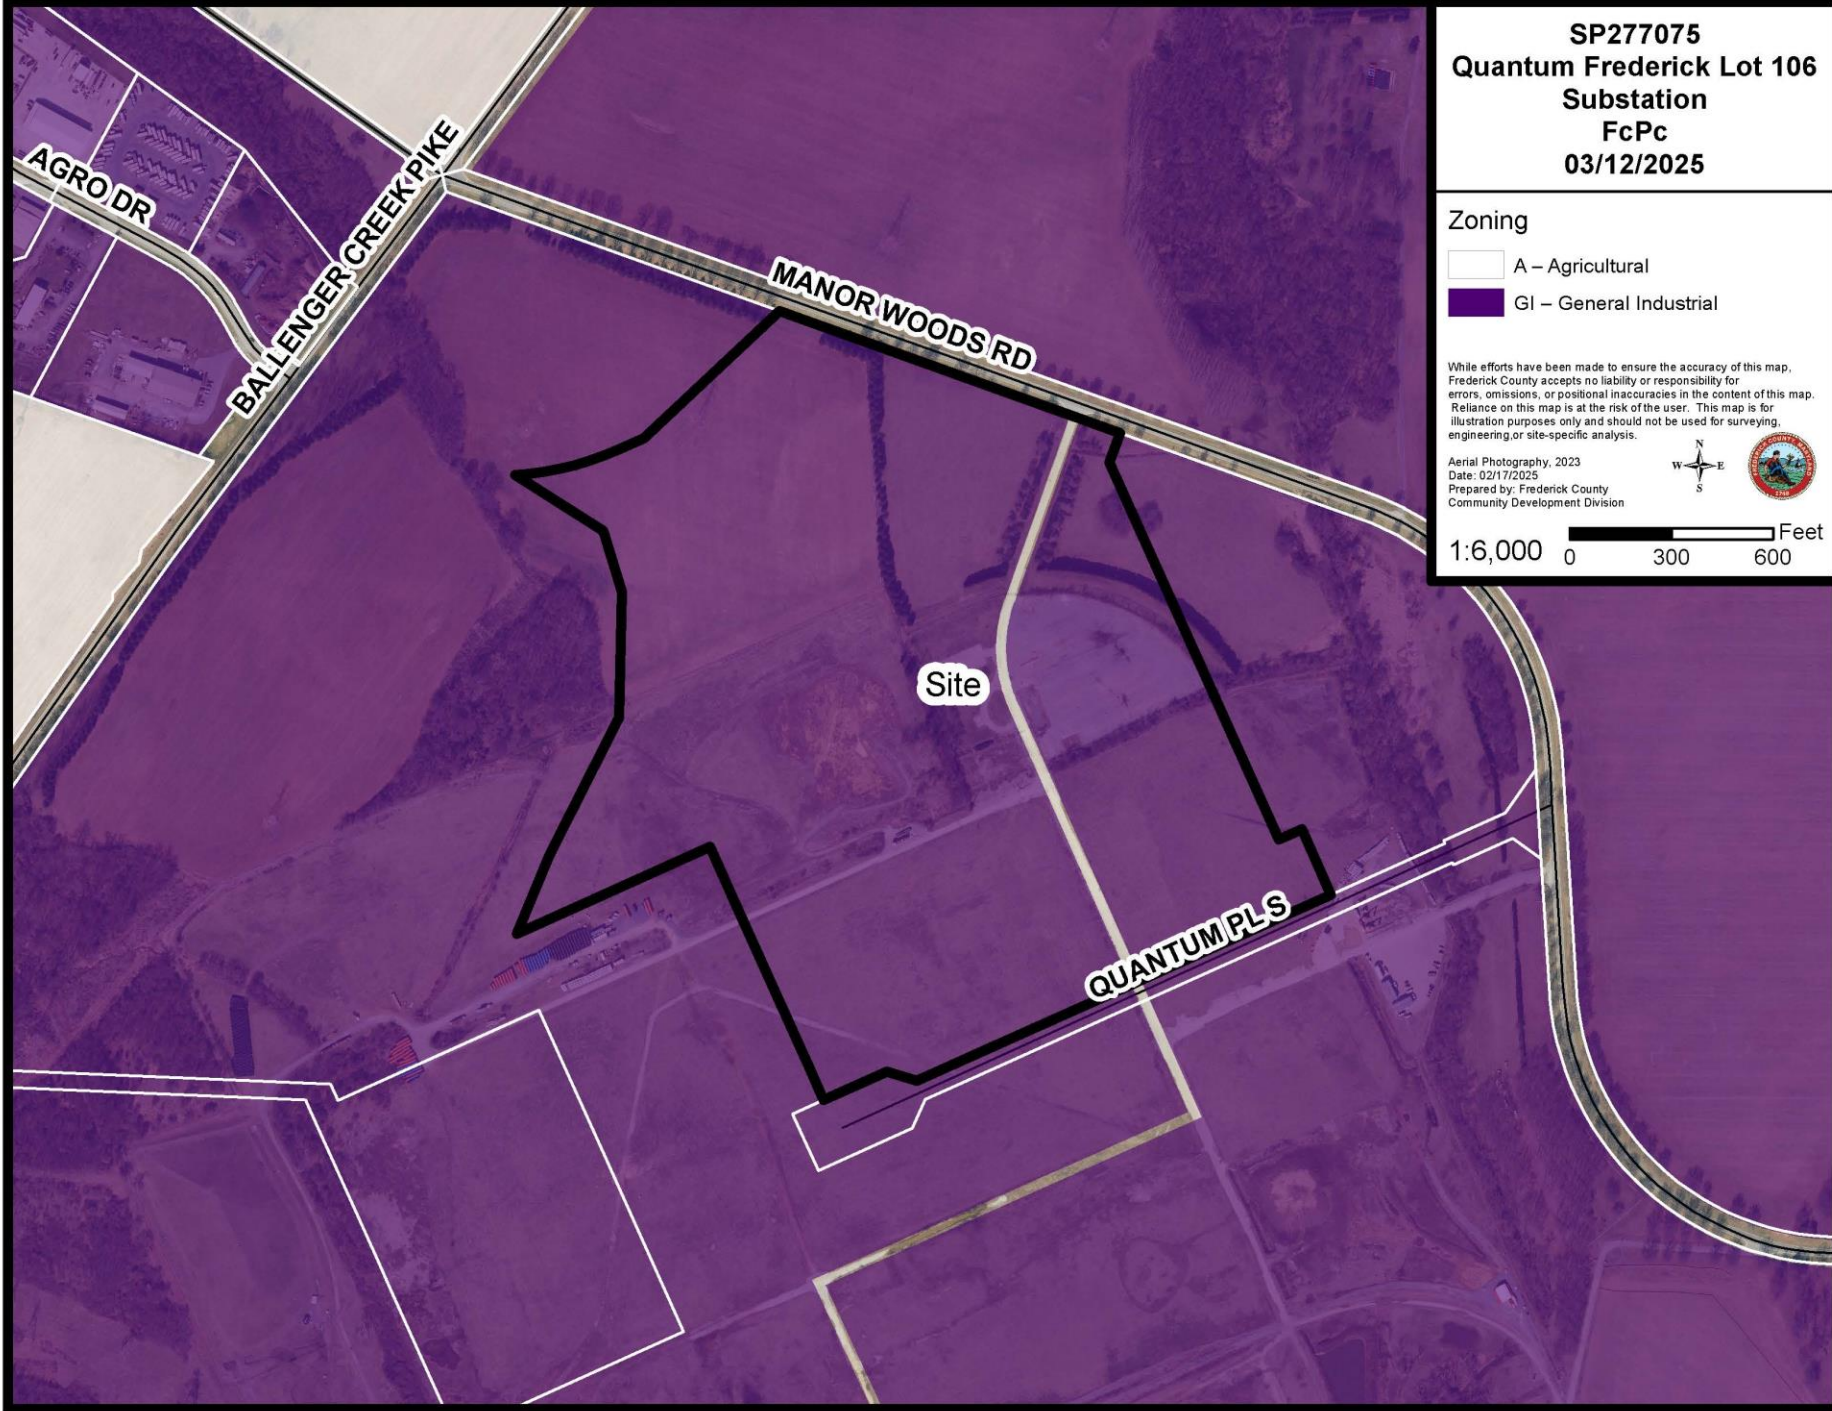 SP277075
Quantum Frederick Lot 106
Substation
FcPc
03/12/2025
Zoning
A – Agricultural
GI – General Industrial
While efforts have been made to ensure the accuracy of this map,
Frederick County accepts no liability or responsibility for
errors, omissions, or positional inaccuracies in the content of this map.
Reliance on this map is at the risk of the user. This map is for
illustration purposes only and should not be used for surveying,
engineering,or site-specific analysis.
Aerial Photography, 2023
Date: 02/17/2025
Prepared by: Frederick County
Community Development Division
N
W E
S
1:6,000
Feet
0 300 600
AGRO DR
BALLENGER CREEK PIKE
MANOR WOODS RD
Site
QUANTUM PL S